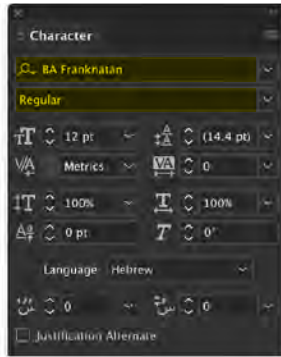 Character
BA Franknatan
Regular
12 pt (14.4 pt)
Metrics 0
100% 100%
0 pt 0°
Language: Hebrew
0 0
Justification Alternate